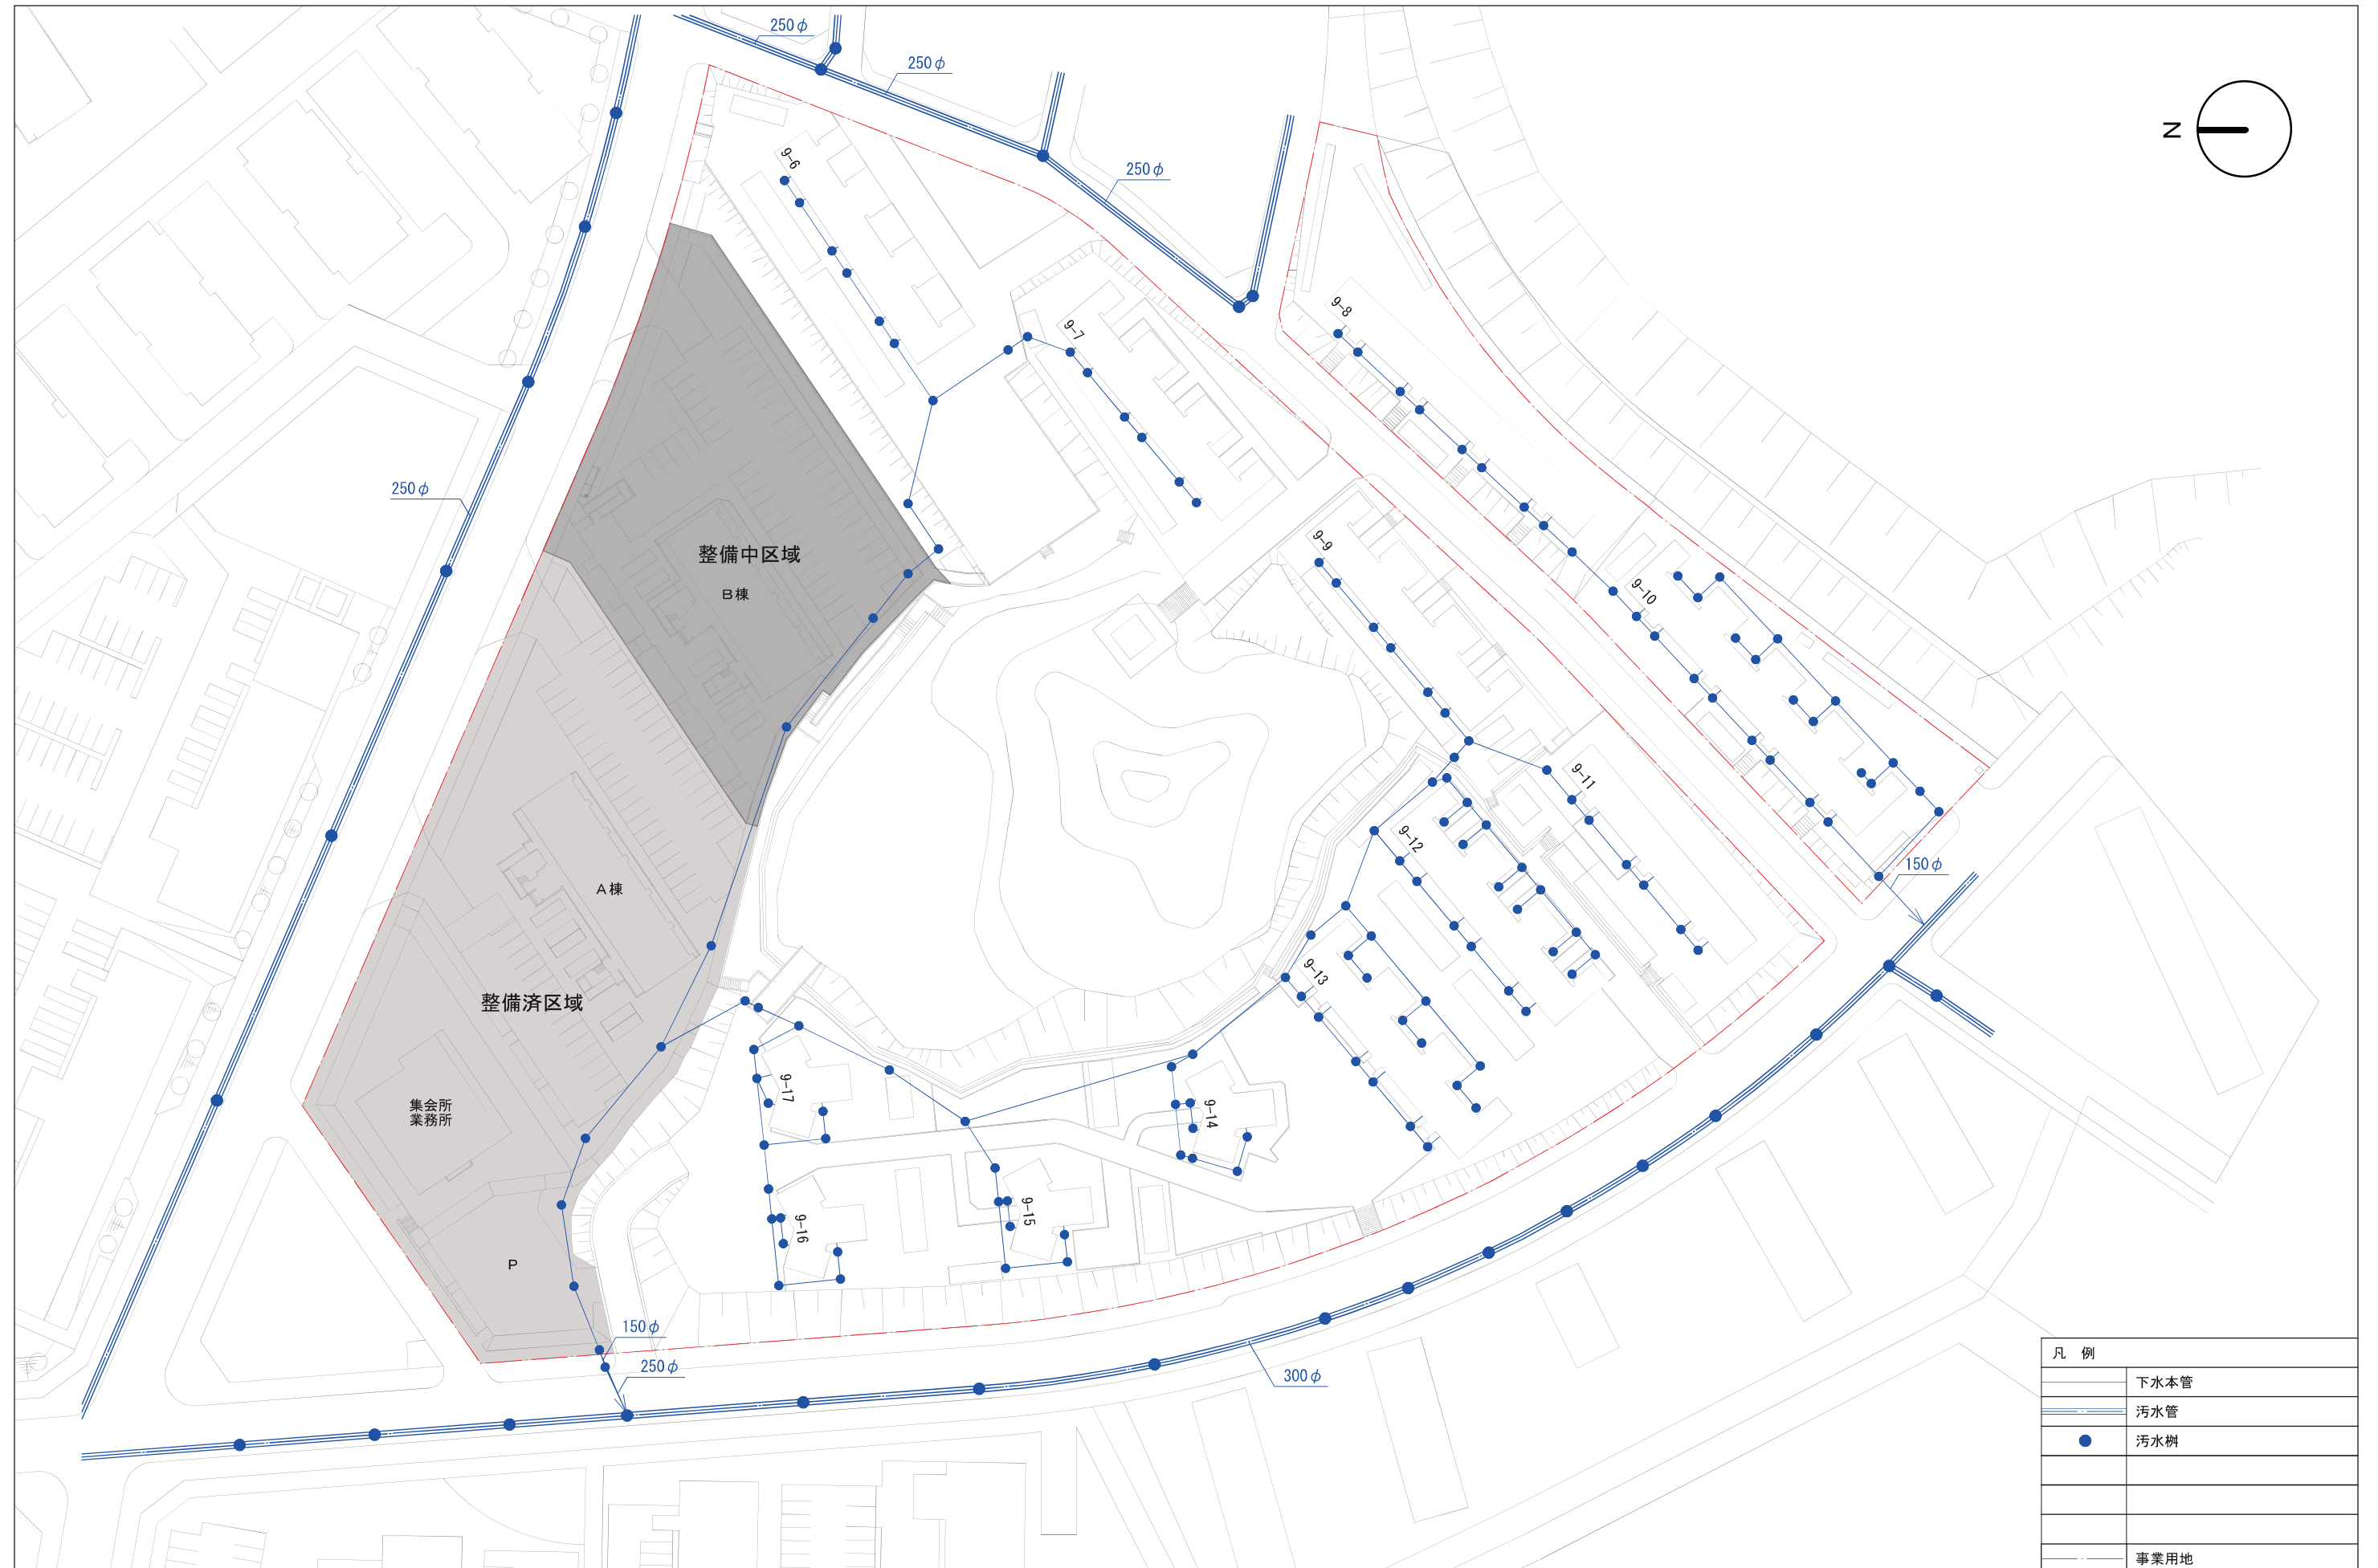 250φ
250φ
250φ
N
9-6
9-7
9-8
250φ
整備中区域
B棟
9-9
9-10
9-11
9-12
A棟
150φ
9-13
整備済区域
集会所
業務所
9-17
9-14
9-16
9-15
P
150φ
250φ
300φ
凡 例
下水本管
汚水管
汚水桝
事業用地